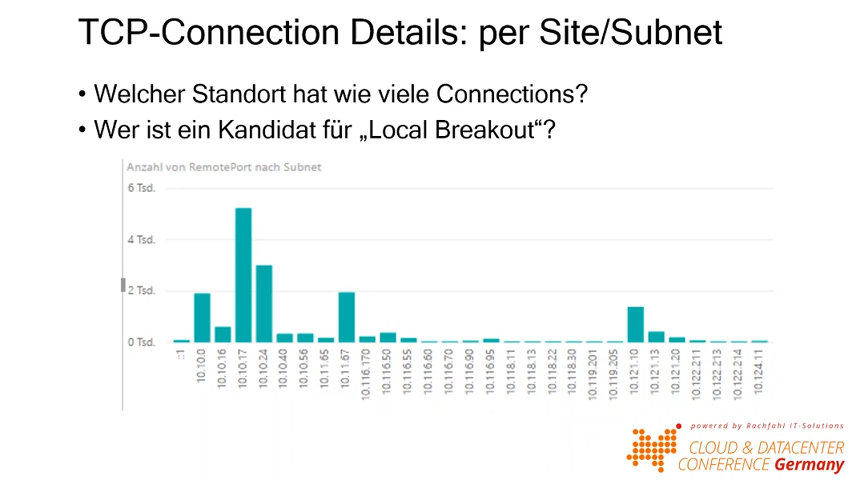 TCP-Connection Details: per Site/Subnet
• Welcher Standort hat wie viele Connections?
• Wer ist ein Kandidat für „Local Breakout“?
Anzahl von RemotePort nach Subnet
6 Tsd.
4 Tsd.
2 Tsd.
0 Tsd.
::1
10.10.0
10.10.16
10.10.17
10.10.24
10.10.40
10.10.56
10.11.65
10.11.67
10.116.170
10.116.50
10.116.55
10.116.60
10.116.70
10.116.90
10.116.95
10.118.11
10.118.13
10.118.22
10.118.30
10.119.201
10.119.205
10.121.10
10.121.13
10.121.20
10.122.211
10.122.213
10.122.214
10.124.11
powered by Rachfahl IT-Solutions
CLOUD & DATACENTER
CONFERENCE Germany